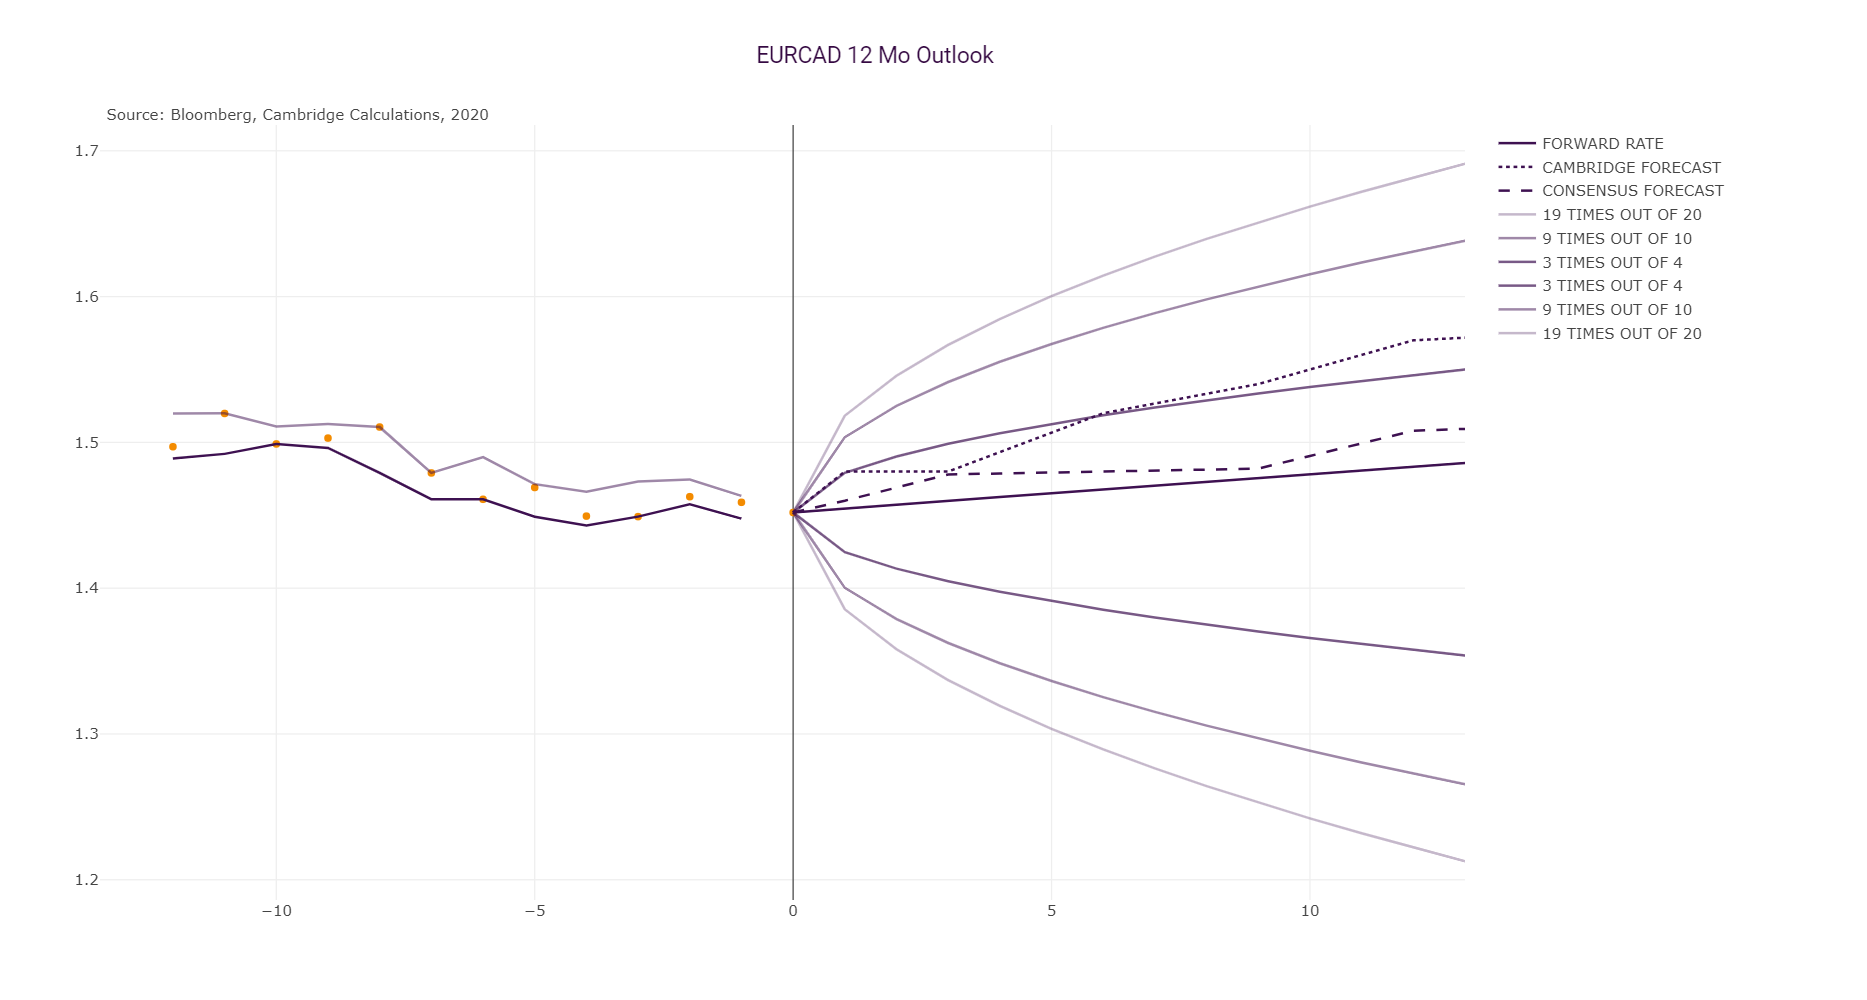 EURCAD 12 Mo Outlook
Source: Bloomberg, Cambridge Calculations, 2020
1.7
1.6
1.5
1.4
1.3
1.2
−10
−5
0
5
10
FORWARD RATE
CAMBRIDGE FORECAST
CONSENSUS FORECAST
19 TIMES OUT OF 20
9 TIMES OUT OF 10
3 TIMES OUT OF 4
3 TIMES OUT OF 4
9 TIMES OUT OF 10
19 TIMES OUT OF 20